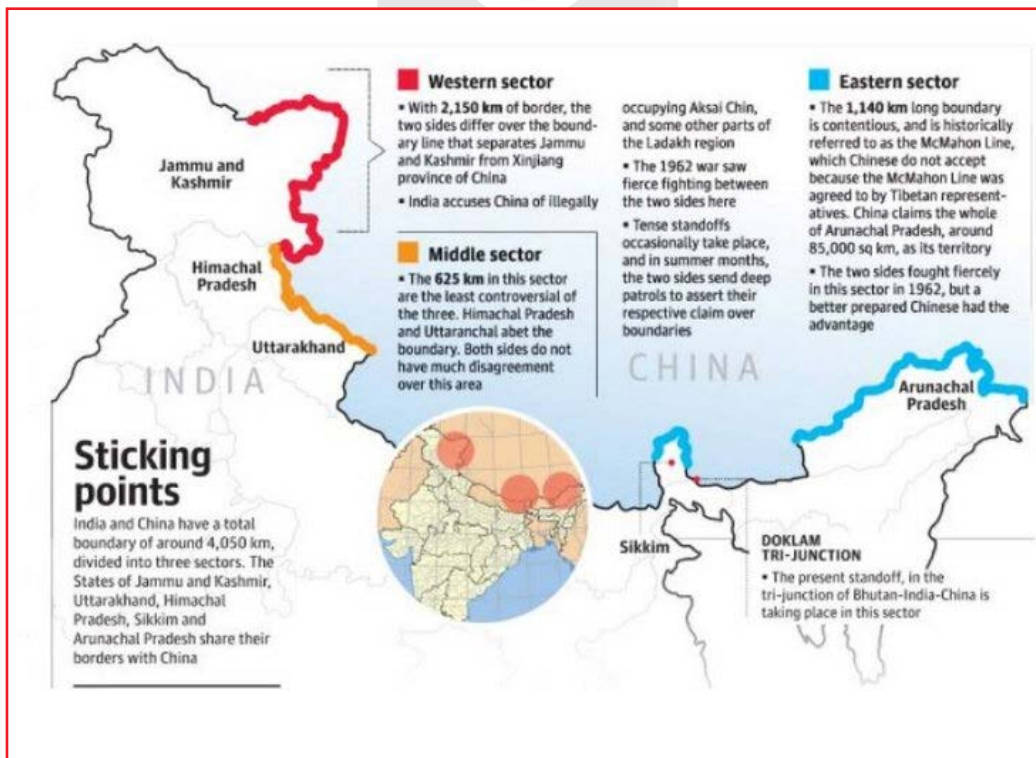 Western sector
▪ With 2,150 km of border, the
two sides differ over the bound-
ary line that separates Jammu
and Kashmir from Xinjiang
province of China
▪ India accuses China of illegally
occupying Aksai Chin,
and some other parts of
the Ladakh region
▪ The 1962 war saw
fierce fighting between
the two sides here
▪ Tense standoffs
occasionally take place,
and in summer months,
the two sides send deep
patrols to assert their
respective claim over
boundaries
Eastern sector
▪ The 1,140 km long boundary
is contentious, and is historically
referred to as the McMahon Line,
which Chinese do not accept
because the McMahon Line was
agreed to by Tibetan represent-
atives. China claims the whole
of Arunachal Pradesh, around
85,000 sq km, as its territory
▪ The two sides fought fiercely
in this sector in 1962, but a
better prepared Chinese had the
advantage
Middle sector
▪ The 625 km in this sector
are the least controversial of
the three. Himachal Pradesh
and Uttaranchal abet the
boundary. Both sides do not
have much disagreement
over this area
Jammu and
Kashmir
Himachal
Pradesh
Uttarakhand
INDIA
CHINA
Arunachal
Pradesh
Sticking
points
India and China have a total
boundary of around 4,050 km,
divided into three sectors. The
States of Jammu and Kashmir,
Uttarakhand, Himachal
Pradesh, Sikkim and
Arunachal Pradesh share their
borders with China
Sikkim
DOKLAM
TRI-JUNCTION
▪ The present standoff, in the
tri-junction of Bhutan-India-China is
taking place in this sector